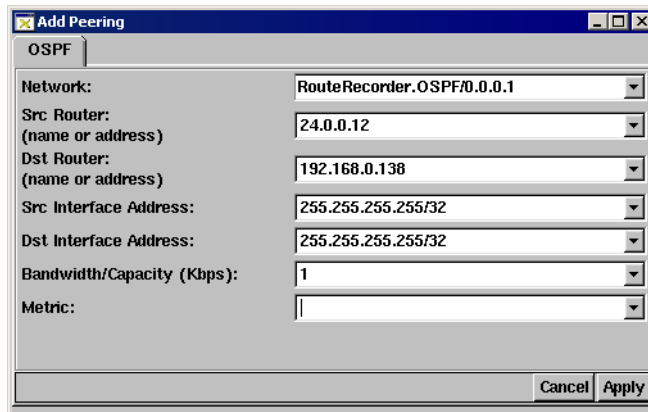 Add Peering
OSPF
Network: RouteRecorder.OSPF/0.0.0.1
Src Router:
(name or address) 24.0.0.12
Dst Router:
(name or address) 192.168.0.138
Src Interface Address: 255.255.255.255/32
Dst Interface Address: 255.255.255.255/32
Bandwidth/Capacity (Kbps): 1
Metric:
Cancel Apply